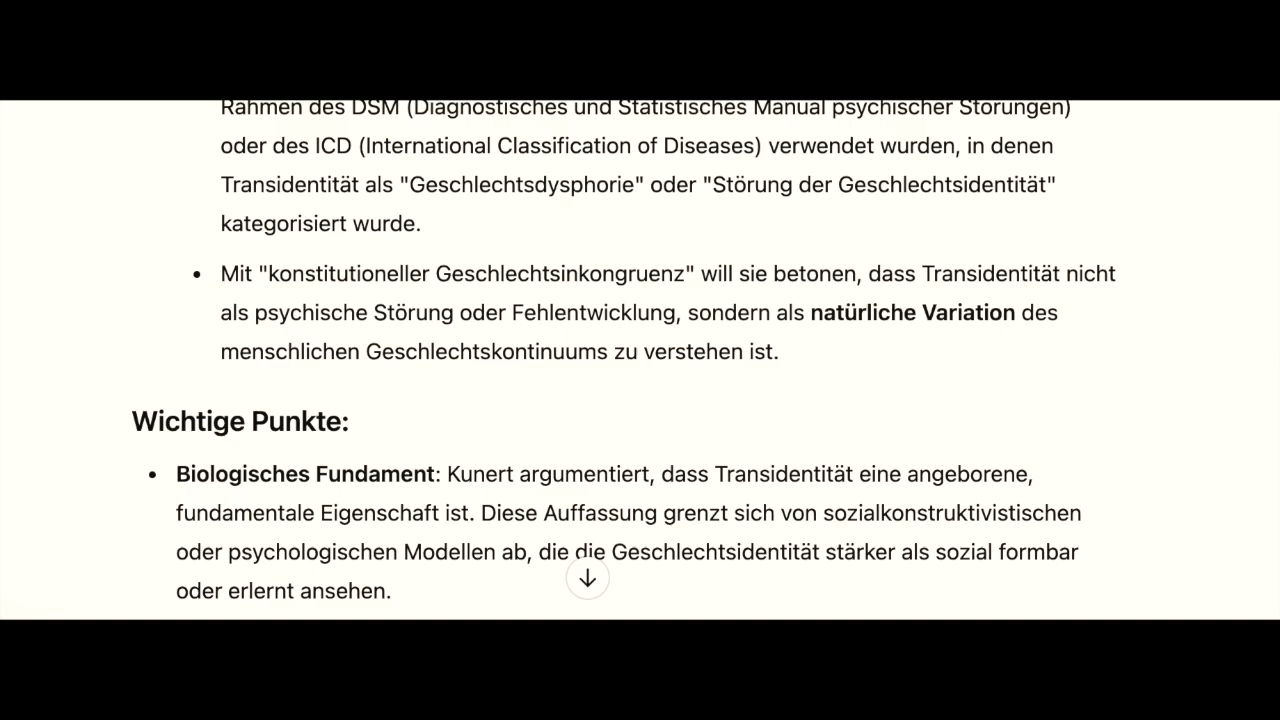 Rahmen des DSM (Diagnostisches und Statistisches Manual psychischer Störungen)
oder des ICD (International Classification of Diseases) verwendet wurden, in denen
Transidentität als "Geschlechtsdysphorie" oder "Störung der Geschlechtsidentität"
kategorisiert wurde.
• Mit "konstitutioneller Geschlechtsinkongruenz" will sie betonen, dass Transidentität nicht
als psychische Störung oder Fehlentwicklung, sondern als natürliche Variation des
menschlichen Geschlechtskontinuums zu verstehen ist.
Wichtige Punkte:
• Biologisches Fundament: Kunert argumentiert, dass Transidentität eine angeborene,
fundamentale Eigenschaft ist. Diese Auffassung grenzt sich von sozialkonstruktivistischen
oder psychologischen Modellen ab, die die Geschlechtsidentität stärker als sozial formbar
oder erlernt ansehen.